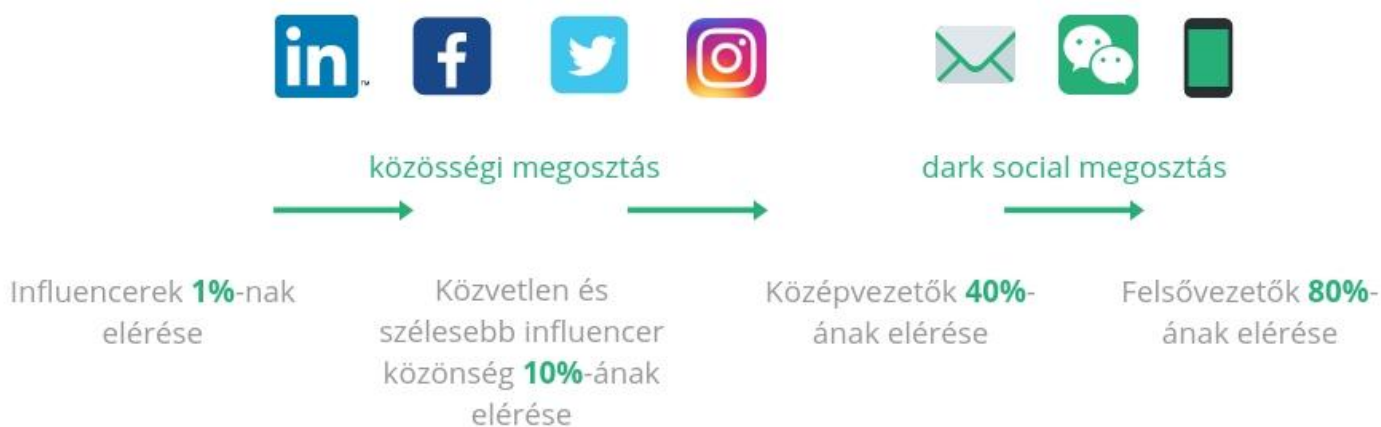 in
f
közösségi megosztás
dark social megosztás
Influencerek 1%-nak
elérése
Közvetlen és
szélesebb influencer
közönség 10%-ának
elérése
Középvezetők 40%-
ának elérése
Felsővezetők 80%-
ának elérése